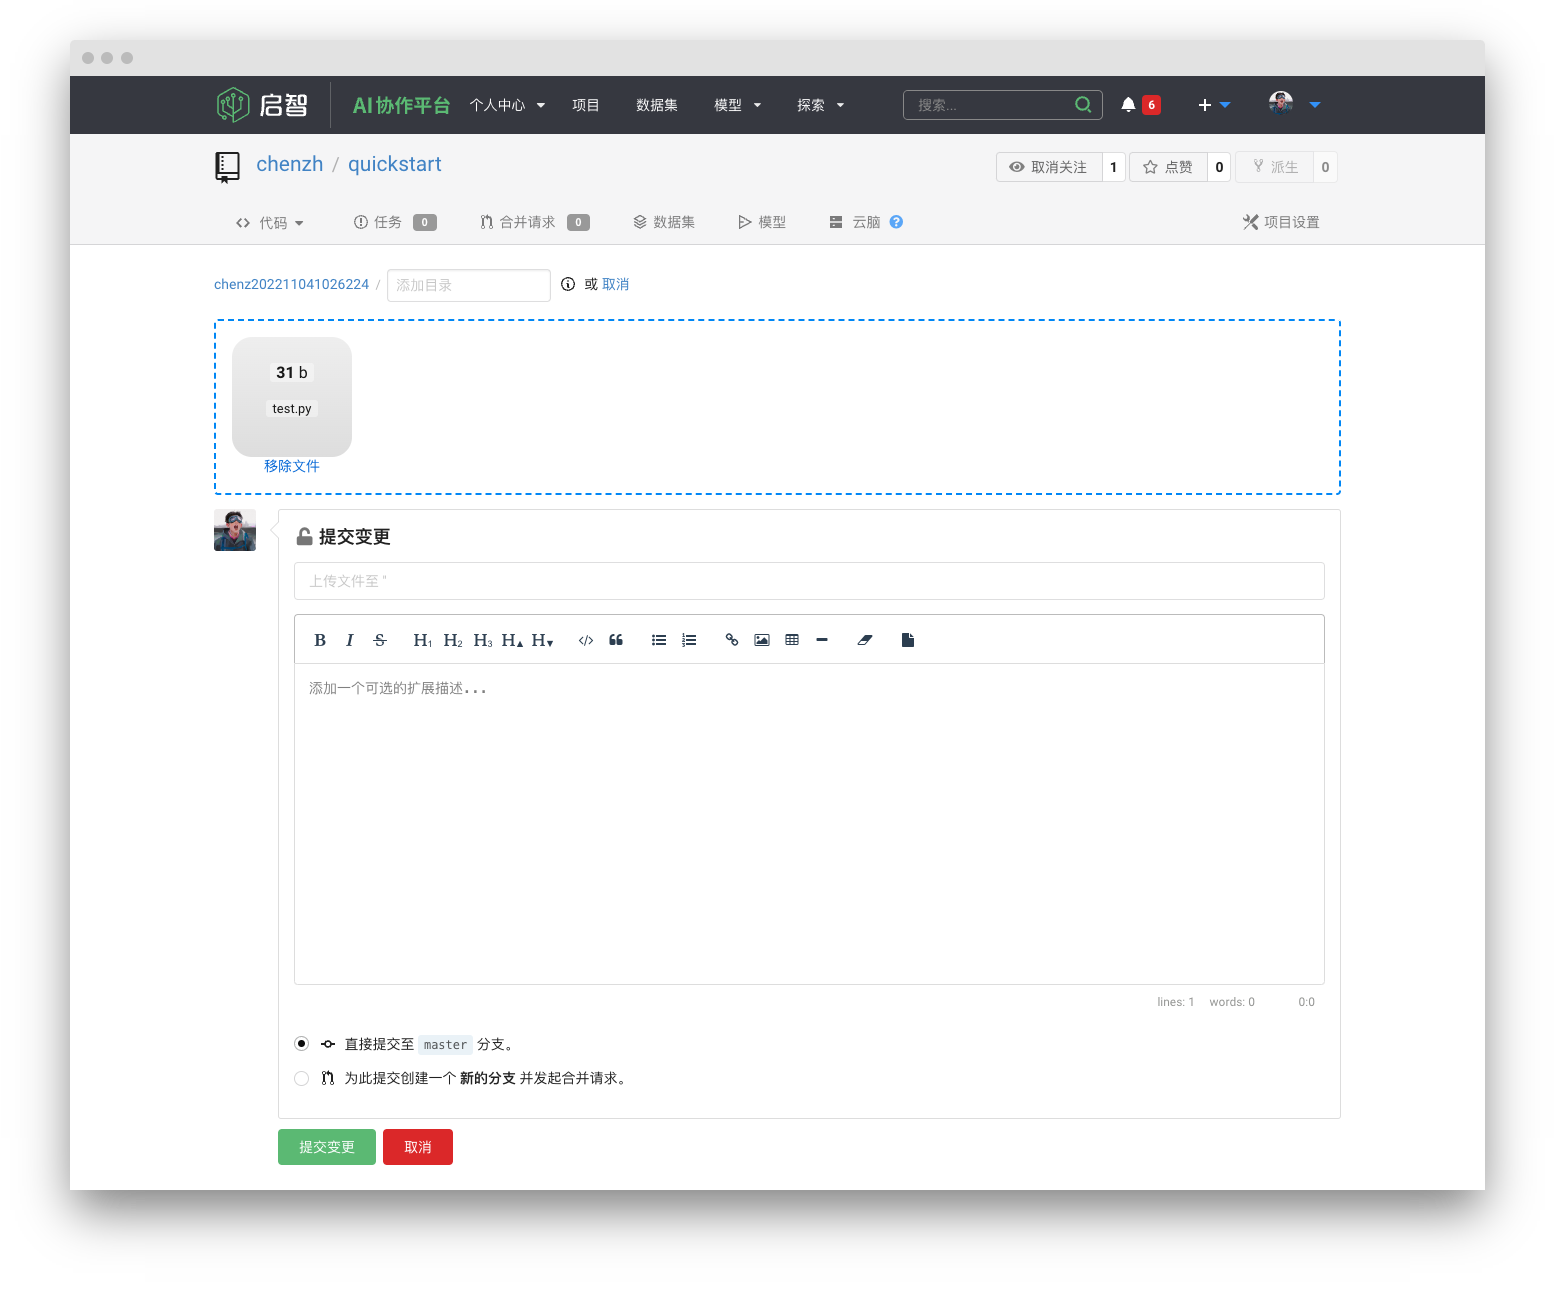 启智 AI协作平台 个人中心 项目 数据集 模型 探索 搜索... 6
chenzh / quickstart 取消关注 1 点赞 0 派生 0
代码 任务 0 合并请求 0 数据集 模型 云脑 ? 项目设置
chenz202211041026224 / 添加目录 或 取消
31 b
test.py
移除文件
提交变更
上传文件至 "
B I S H1 H2 H3 H▲ H▼
添加一个可选的扩展描述...
lines: 1 words: 0 0:0
直接提交至 master 分支。
为此提交创建一个 新的分支 并发起合并请求。
提交变更 取消